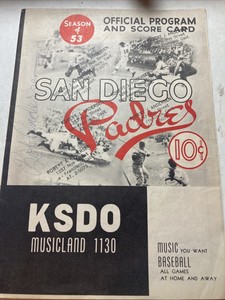 SEASON
of
53
OFFICIAL PROGRAM
AND SCORE CARD
SAN DIEGO
Padres
10¢
KSDO
MUSICLAND 1130
MUSIC YOU WANT
BASEBALL
ALL GAMES
AT HOME AND AWAY